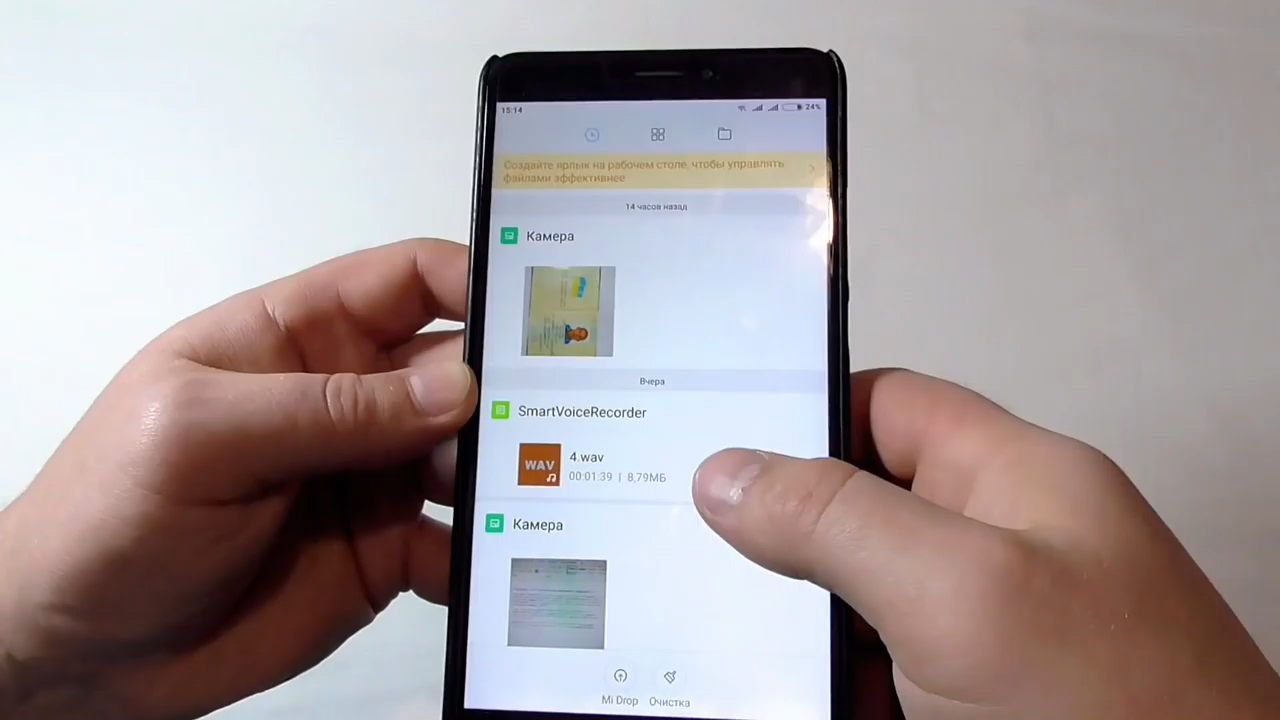 15:14
24%
Создайте ярлык на рабочем столе, чтобы управлять
файлами эффективнее
14 часов назад
Камера
Вчера
SmartVoiceRecorder
WAV
4.wav
00:01:39 | 8,79МБ
Камера
Mi Drop
Очистка